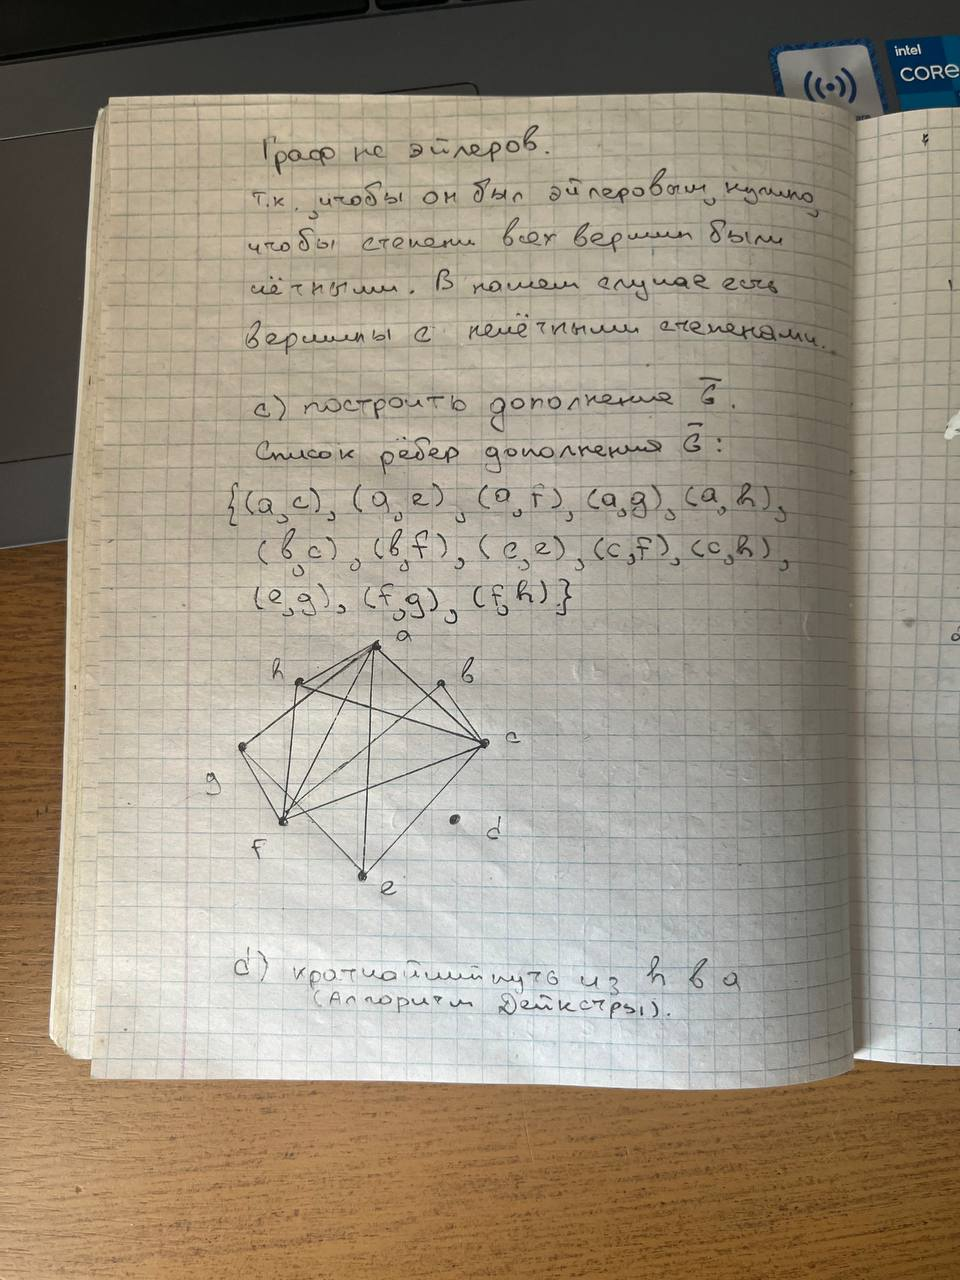 intel
CORE
Граф не эйлеров.
т.к., чтобы он был эйлеровым, нужно,
чтобы степени всех вершин были
чётными. В нашем случае есть
вершины с нечётными степенями.
c) построить дополнение G̅.
Список рёбер дополнения G̅:
{(a,c), (a,e), (a,f), (a,g), (a,h),
(b,c), (b,f), (c,e), (c,f), (c,h),
(e,g), (f,g), (f,h)}
a
h
b
c
g
d
f
e
d) кратчайший путь из h в a
(Алгоритм Дейкстры).